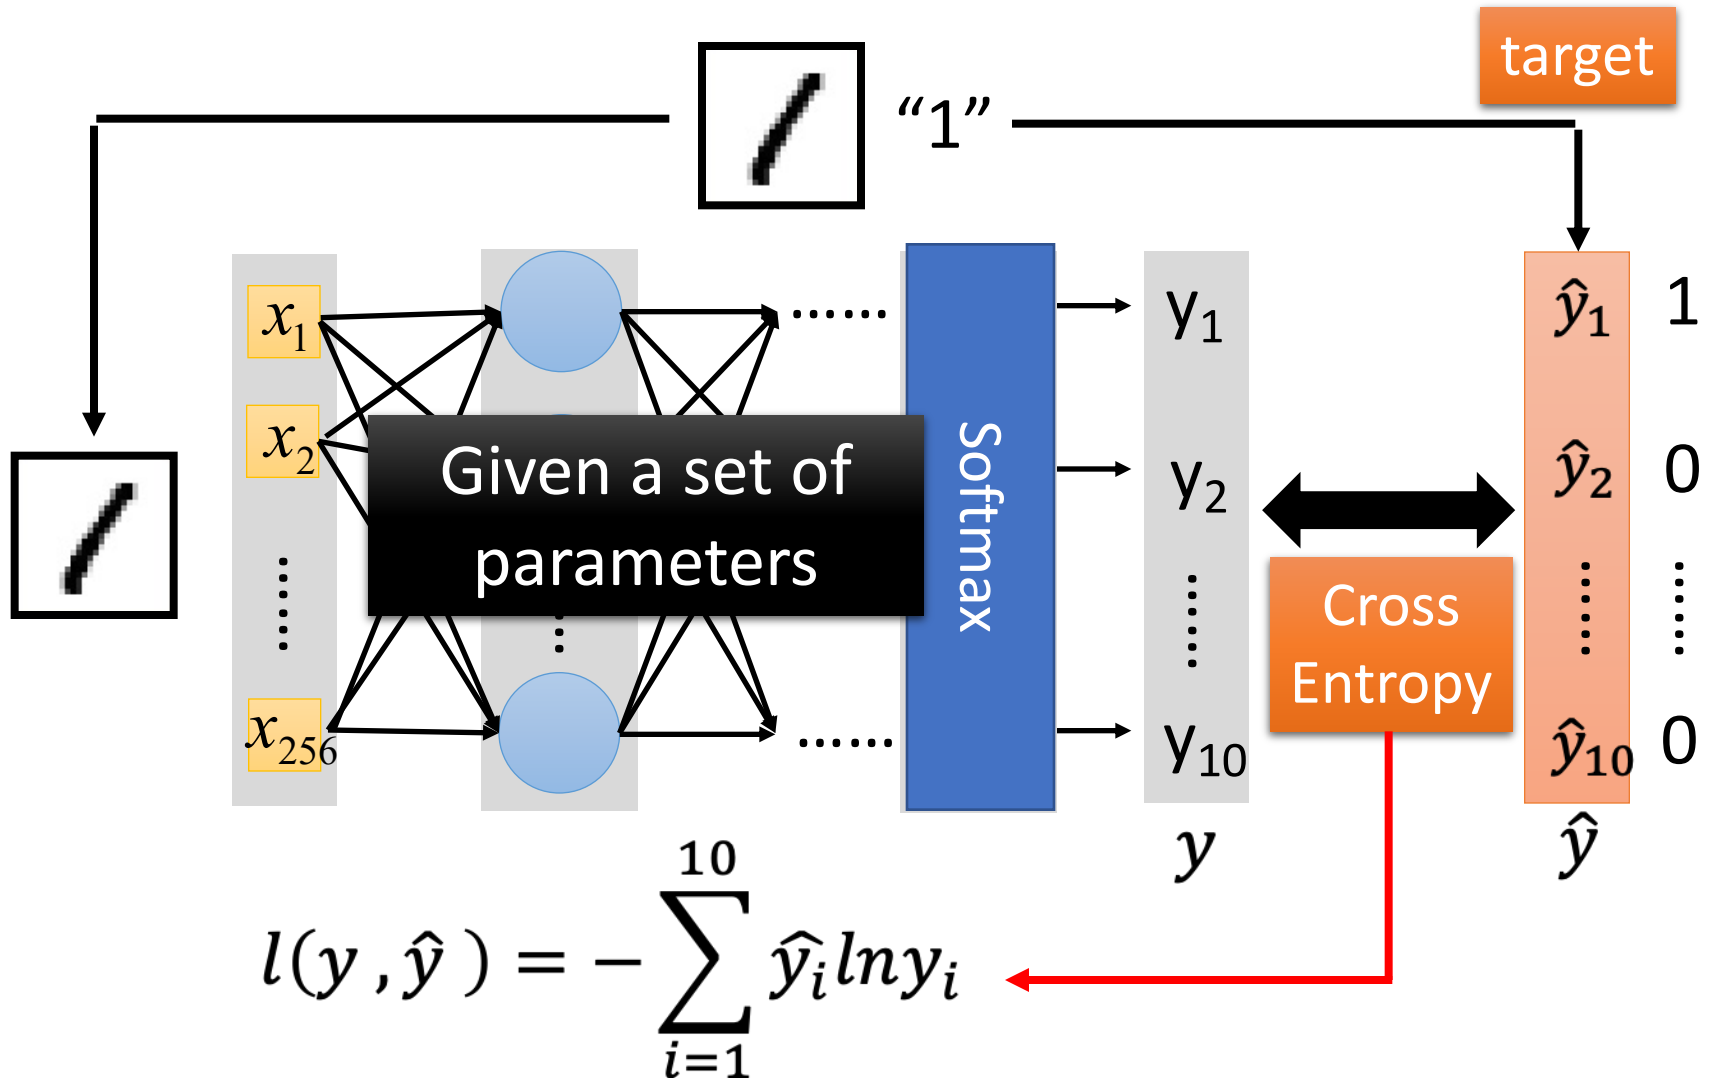 target
“1”
x₁
x₂
⋮
x₂₅₆
Given a set of
parameters
……
……
Softmax
y₁
y₂
⋮
y₁₀
y
Cross
Entropy
ŷ₁ 1
ŷ₂ 0
⋮ ⋮
ŷ₁₀ 0
ŷ
l(y , ŷ ) = − ∑_{i=1}^{10} ŷᵢ lnyᵢ